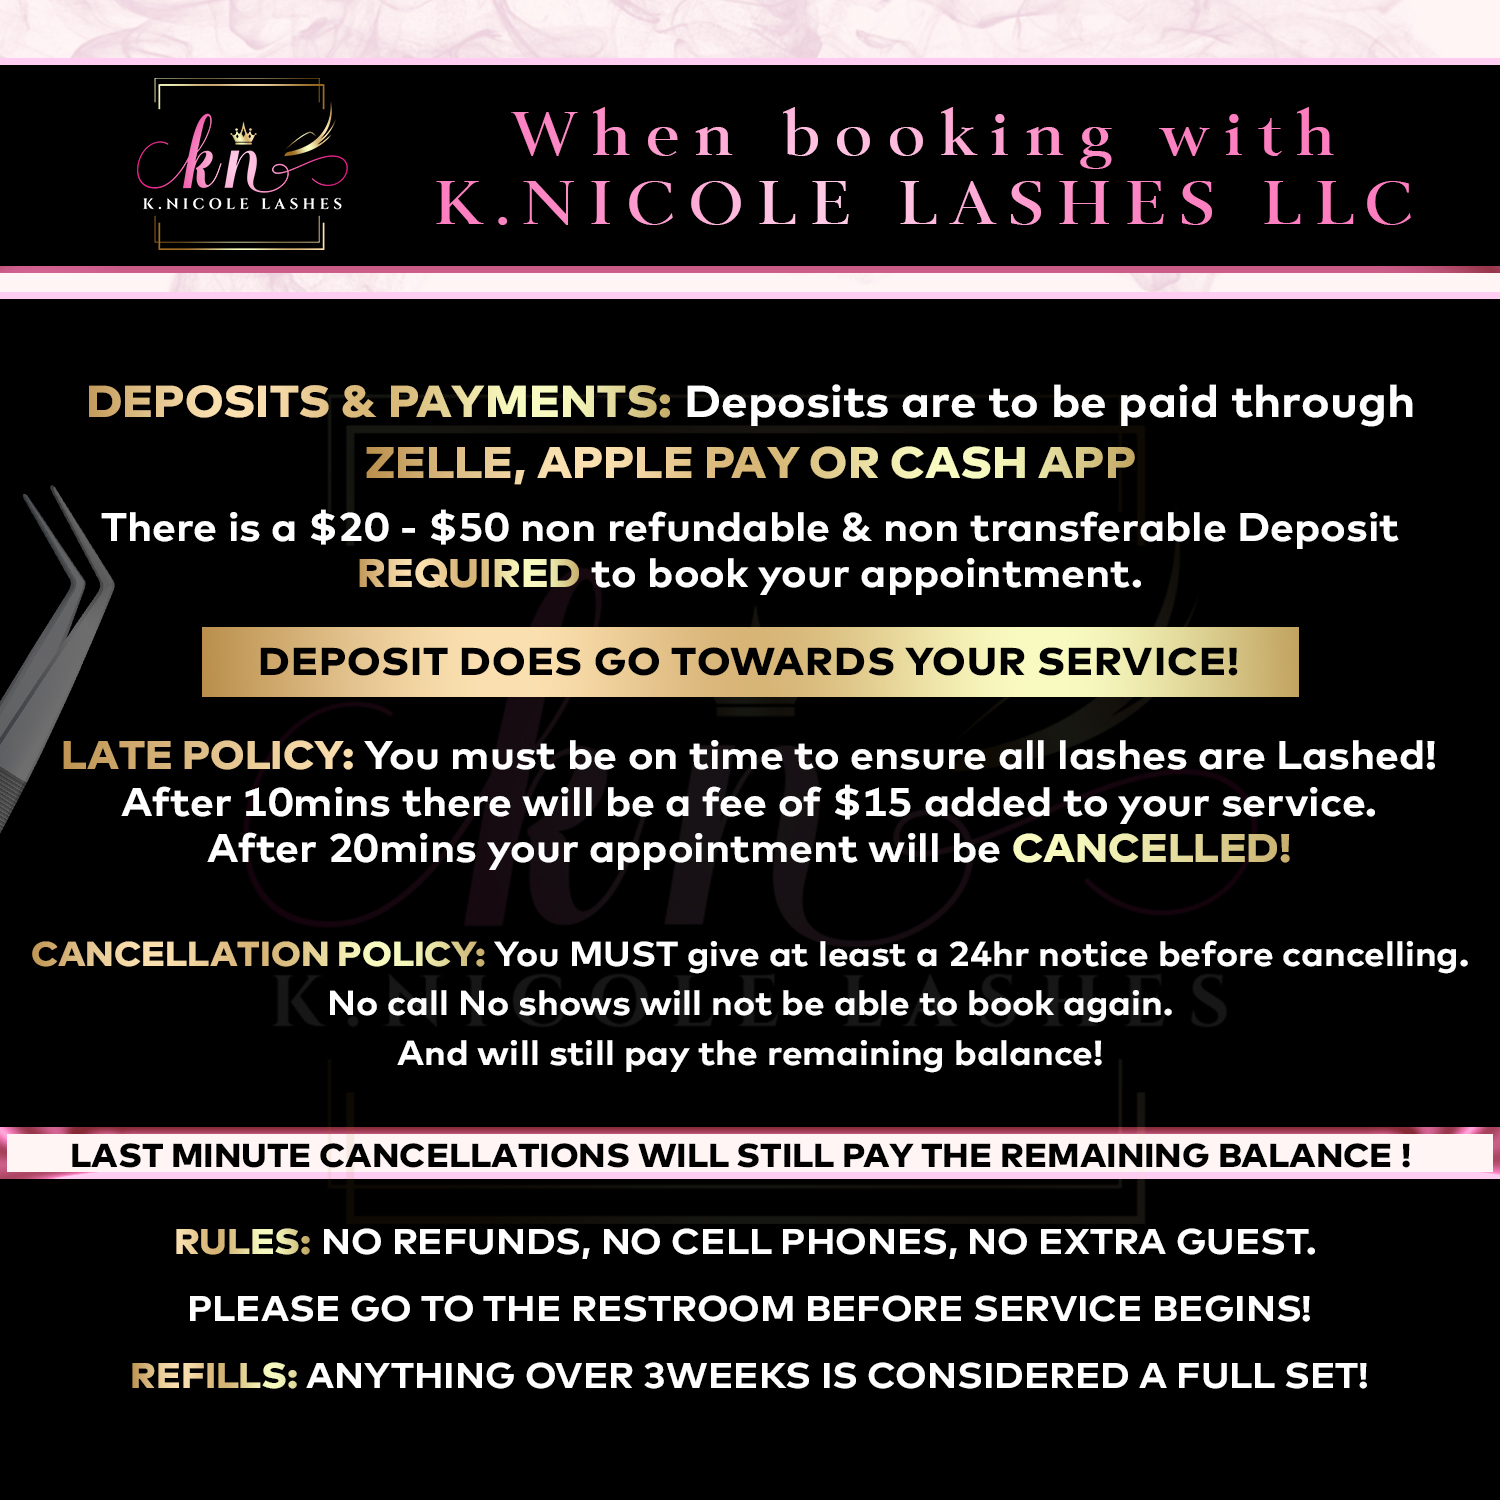 kn
K.NICOLE LASHES
When booking with
K.NICOLE LASHES LLC
DEPOSITS & PAYMENTS: Deposits are to be paid through
ZELLE, APPLE PAY OR CASH APP
There is a $20 - $50 non refundable & non transferable Deposit
REQUIRED to book your appointment.
DEPOSIT DOES GO TOWARDS YOUR SERVICE!
LATE POLICY: You must be on time to ensure all lashes are Lashed!
After 10mins there will be a fee of $15 added to your service.
After 20mins your appointment will be CANCELLED!
kn
CANCELLATION POLICY: You MUST give at least a 24hr notice before cancelling.
K.NICOLE LASHES
No call No shows will not be able to book again.
And will still pay the remaining balance!
LAST MINUTE CANCELLATIONS WILL STILL PAY THE REMAINING BALANCE !
RULES: NO REFUNDS, NO CELL PHONES, NO EXTRA GUEST.
PLEASE GO TO THE RESTROOM BEFORE SERVICE BEGINS!
REFILLS: ANYTHING OVER 3WEEKS IS CONSIDERED A FULL SET!